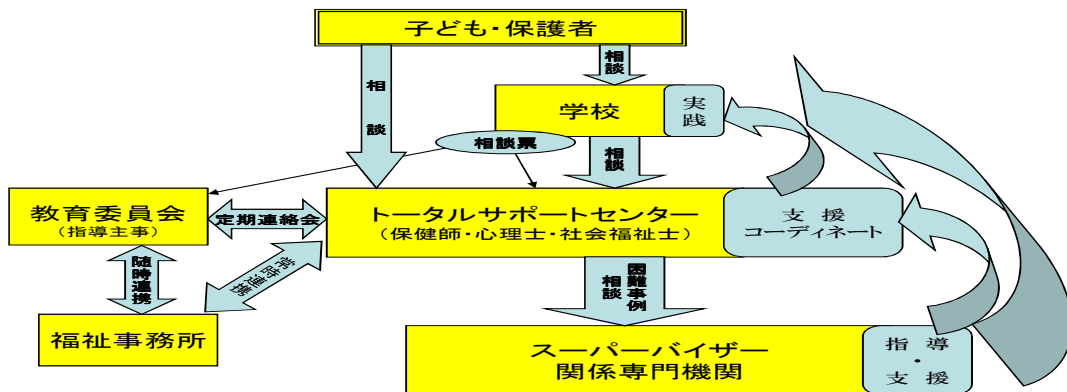 子ども・保護者
相談
相談
学校
実践
相談票
相談
教育委員会
（指導主事）
定期連絡会
トータルサポートセンター
（保健師・心理士・社会福祉士）
支援
コーディネート
随時連携
常時連携
困難事例
相談
福祉事務所
スーパーバイザー
関係専門機関
指導
・
支援